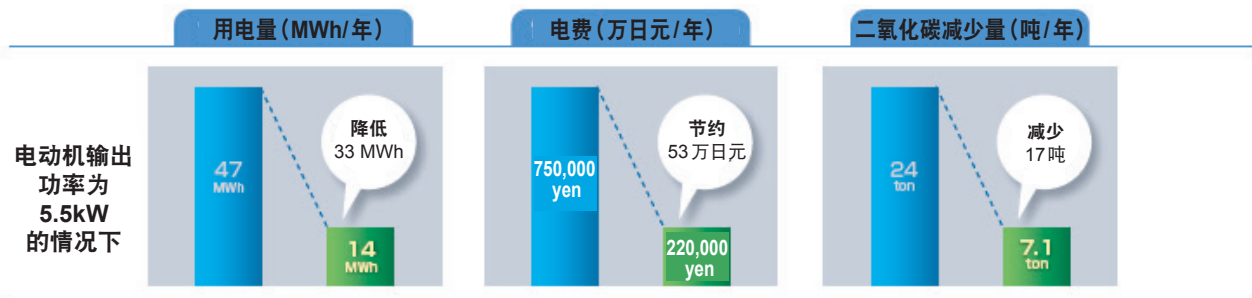 用电量(MWh/年)
电费(万日元/年)
二氧化碳减少量(吨/年)
电动机输出
功率为
5.5kW
的情况下
47
MWh
降低
33 MWh
14
MWh
750,000
yen
节约
53万日元
220,000
yen
24
ton
减少
17吨
7.1
ton